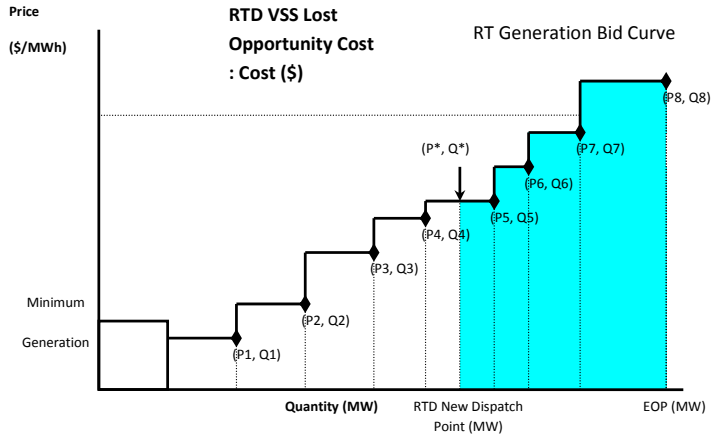 Price
($/MWh)
RTD VSS Lost
Opportunity Cost
: Cost ($)
RT Generation Bid Curve
(P8, Q8)
(P*, Q*)
(P7, Q7)
(P6, Q6)
(P5, Q5)
(P4, Q4)
(P3, Q3)
Minimum
Generation
(P2, Q2)
(P1, Q1)
Quantity (MW)
RTD New Dispatch
Point (MW)
EOP (MW)